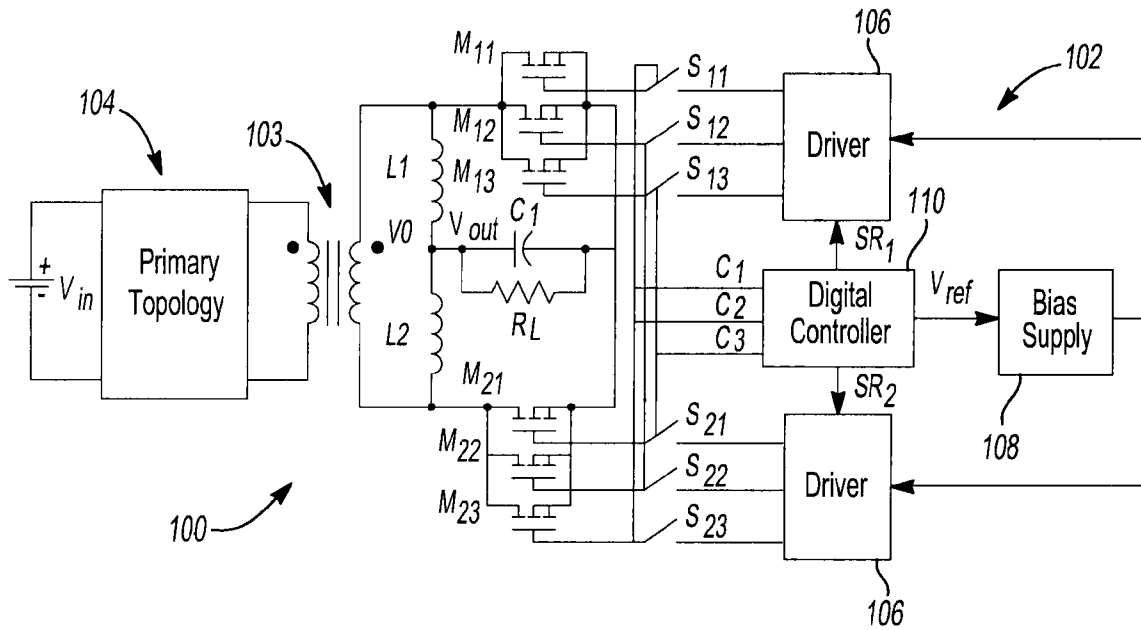 106
102
104
103
M11
M12
M13
S11
S12
S13
Driver
110
SR1
L1
Vout
C1
V0
+
-
Vin
Primary
Topology
RL
L2
C1
C2
C3
Digital
Controller
Vref
Bias
Supply
SR2
108
M21
M22
M23
S21
S22
S23
Driver
100
106